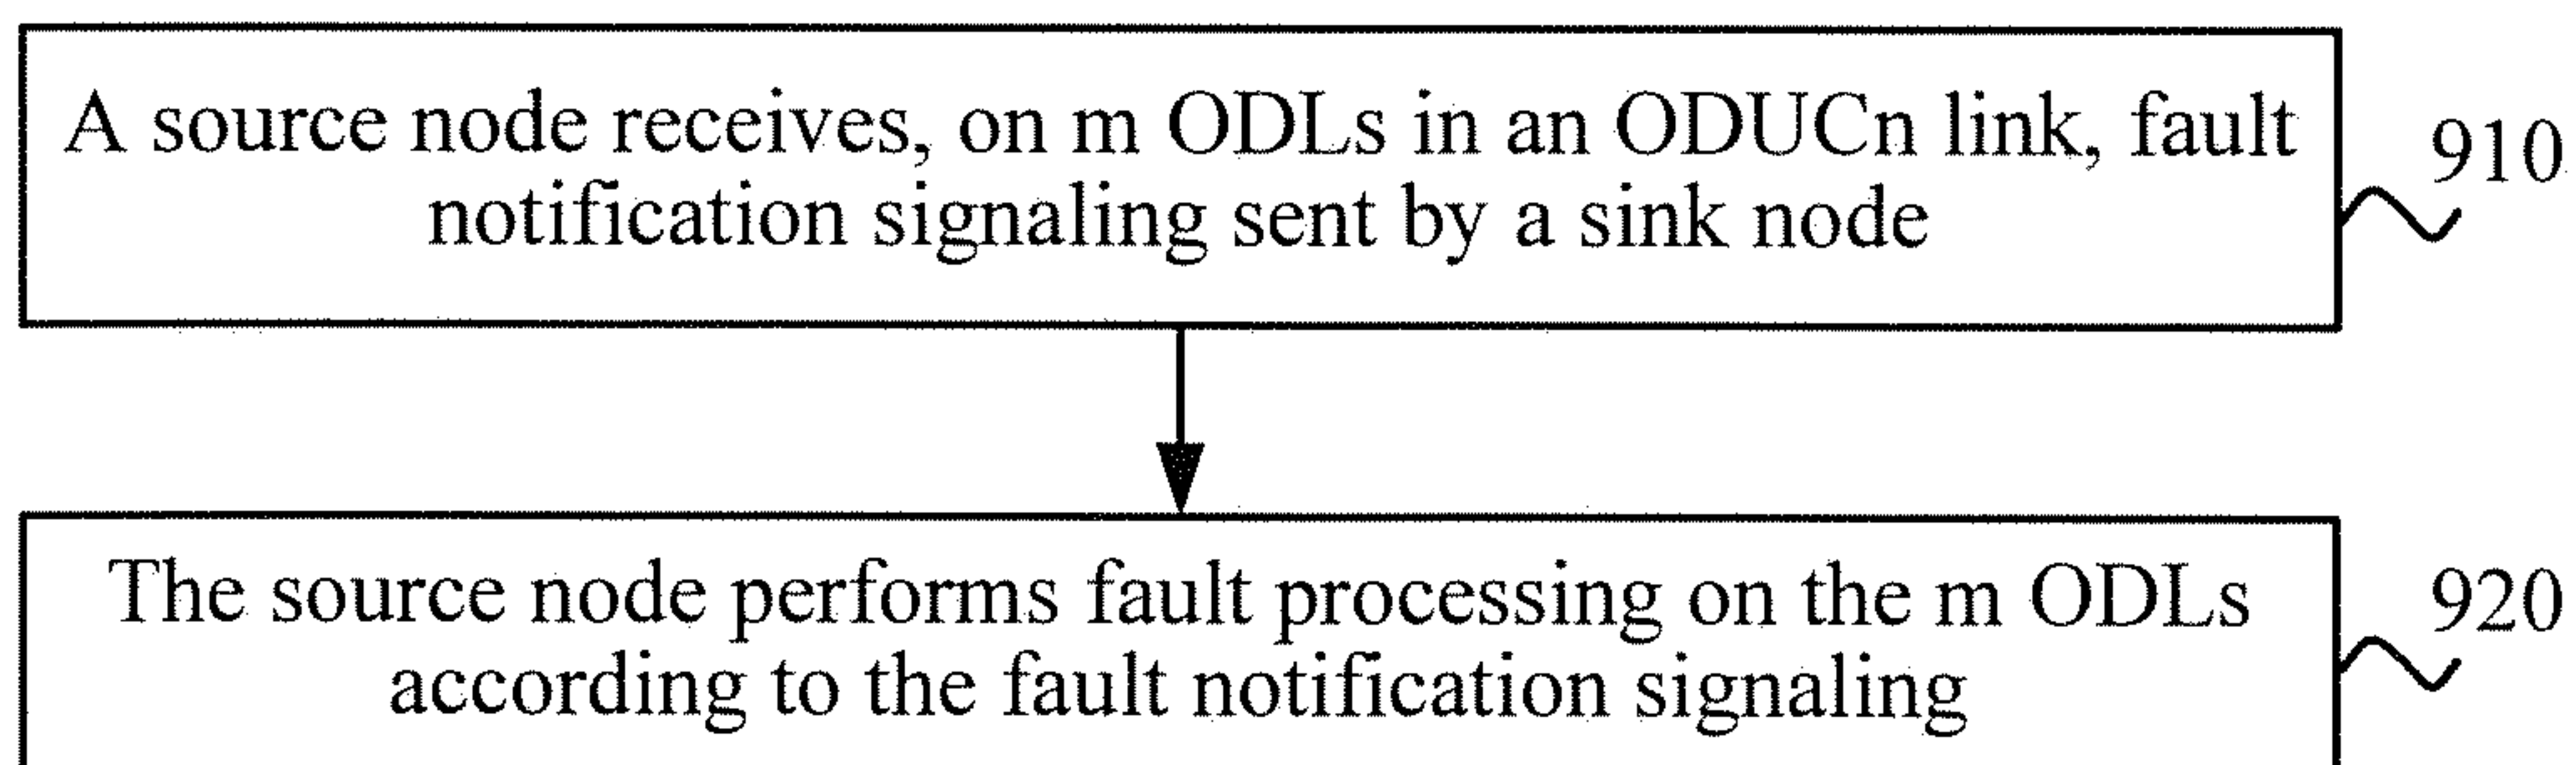 A source node receives, on m ODLs in an ODUCn link, fault
notification signaling sent by a sink node
910
The source node performs fault processing on the m ODLs
according to the fault notification signaling
920